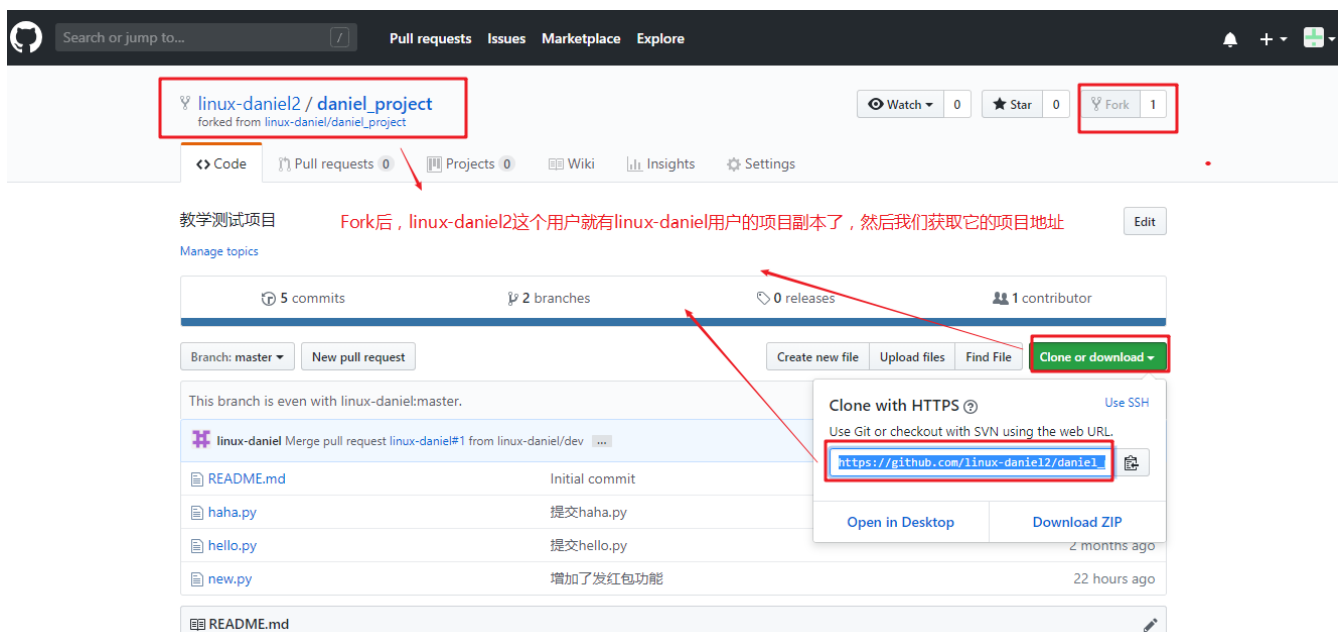 Search or jump to... /
Pull requests Issues Marketplace Explore
linux-daniel2 / daniel_project
forked from linux-daniel/daniel_project
Watch 0 Star 0 Fork 1
Code Pull requests 0 Projects 0 Wiki Insights Settings
教学测试项目
Fork后，linux-daniel2这个用户就有linux-daniel用户的项目副本了，然后我们获取它的项目地址
Edit
Manage topics
5 commits 2 branches 0 releases 1 contributor
Branch: master New pull request Create new file Upload files Find File Clone or download
This branch is even with linux-daniel:master.
linux-daniel Merge pull request linux-daniel#1 from linux-daniel/dev ...
Clone with HTTPS ? Use SSH
Use Git or checkout with SVN using the web URL.
https://github.com/linux-daniel2/daniel_
Open in Desktop Download ZIP
README.md Initial commit
haha.py 提交haha.py
hello.py 提交hello.py 2 months ago
new.py 增加了发红包功能 22 hours ago
README.md